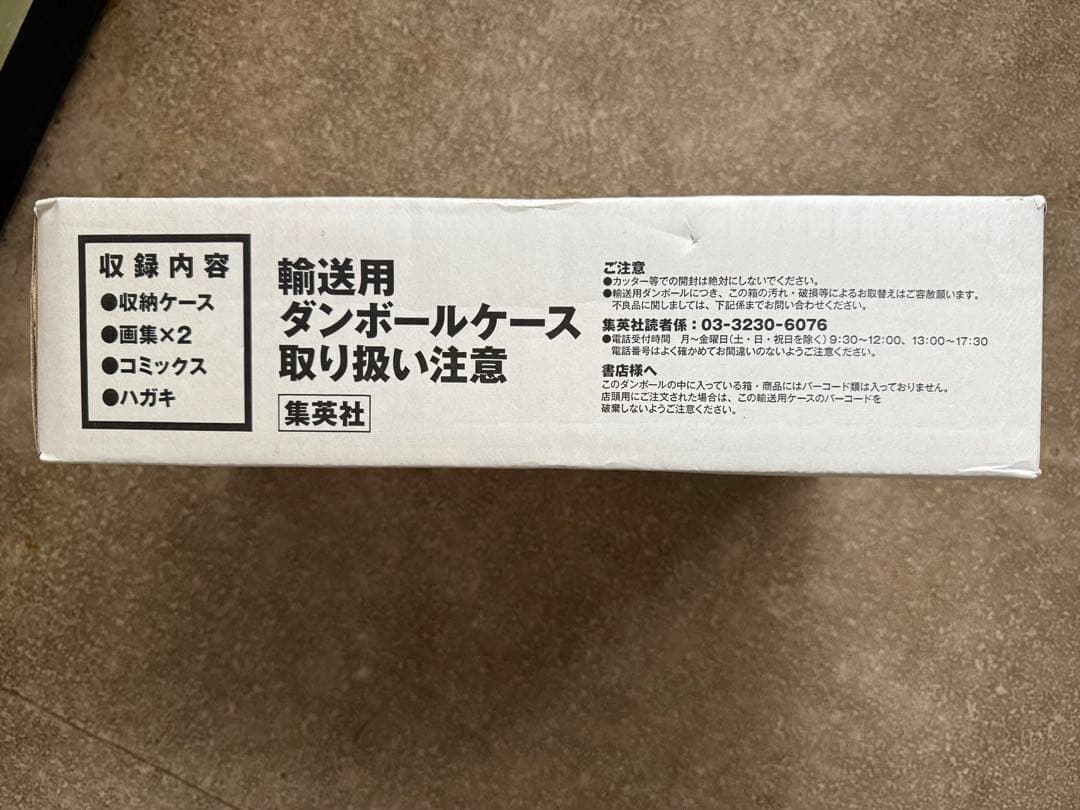 収録内容
●収納ケース
●画集×2
●コミックス
●ハガキ
輸送用
ダンボールケース
取り扱い注意
集英社
ご注意
●カッター等での開封は絶対にしないでください。
●輸送用ダンボールにつき、この箱の汚れ・破損等によるお取替えはご容赦願います。
不良品に関しましては、下記係までお問い合わせください。
集英社読者係：03-3230-6076
●電話受付時間　月～金曜日(土・日・祝日を除く) 9:30～12:00、13:00～17:30
電話番号はよく確かめてお間違いのないようご注意ください。
書店様へ
このダンボールの中に入っている箱・商品にはバーコード類は入っておりません。
店頭用にご注文された場合は、この輸送用ケースのバーコードを
破棄しないようご注意ください。